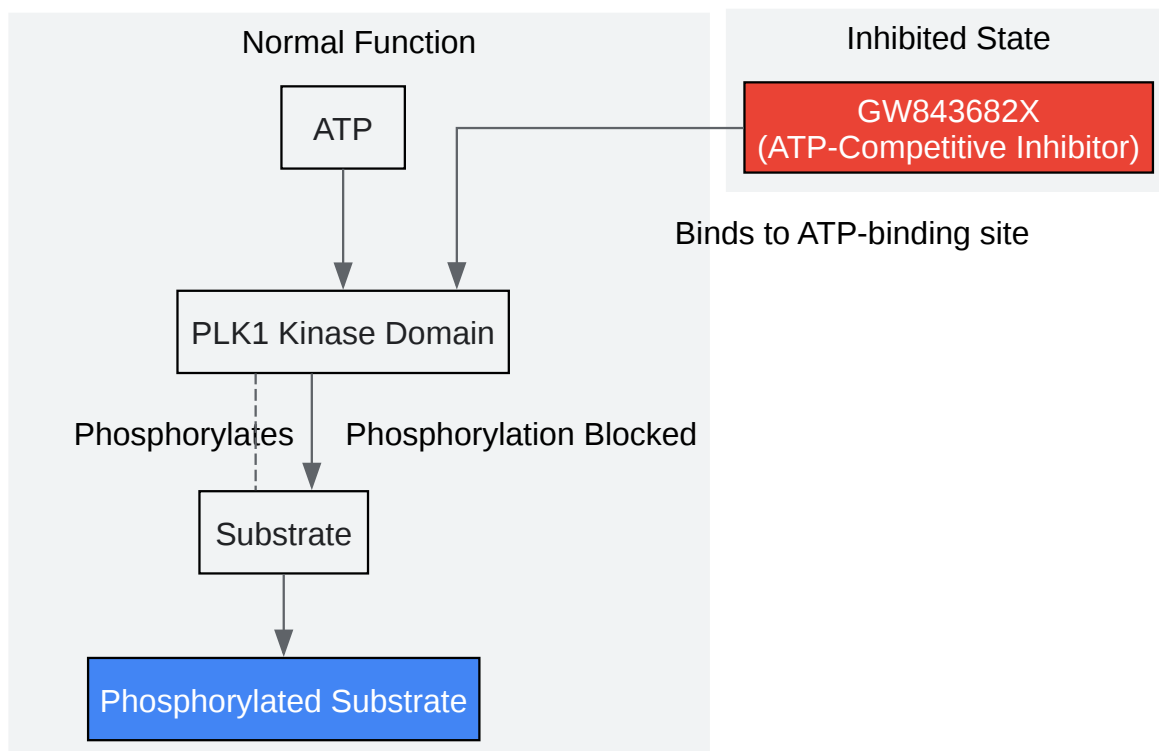 Normal Function
Inhibited State
ATP
GW843682X
(ATP-Competitive Inhibitor)
Binds to ATP-binding site
PLK1 Kinase Domain
Phosphorylates
Phosphorylation Blocked
Substrate
Phosphorylated Substrate